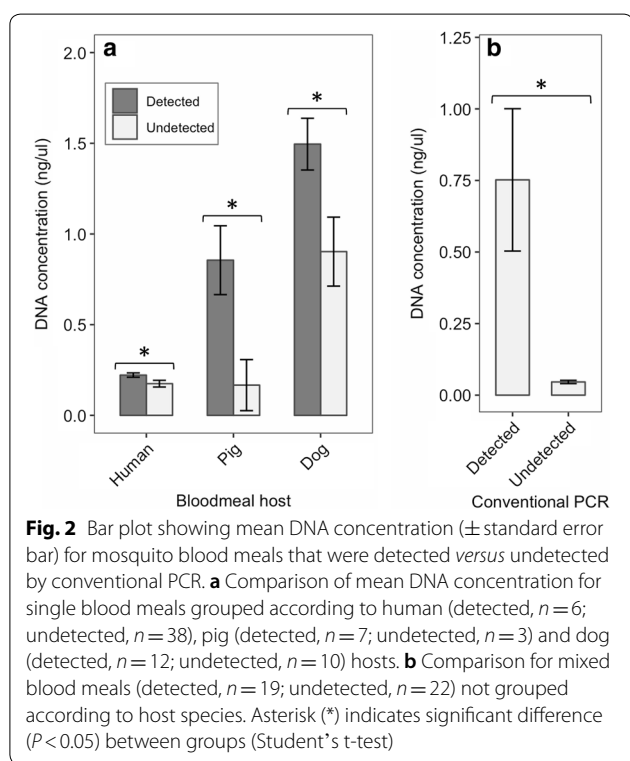 a
Detected
Undetected
*
*
*
2.0
1.5
1.0
0.5
0.0
DNA concentration (ng/ul)
Human
Pig
Dog
Bloodmeal host
b
*
1.25
1.00
0.75
0.50
0.25
0.00
DNA concentration (ng/ul)
Detected
Undetected
Conventional PCR
Fig. 2 Bar plot showing mean DNA concentration (± standard error
bar) for mosquito blood meals that were detected versus undetected
by conventional PCR. a Comparison of mean DNA concentration for
single blood meals grouped according to human (detected, n = 6;
undetected, n = 38), pig (detected, n = 7; undetected, n = 3) and dog
(detected, n = 12; undetected, n = 10) hosts. b Comparison for mixed
blood meals (detected, n = 19; undetected, n = 22) not grouped
according to host species. Asterisk (*) indicates significant difference
(P < 0.05) between groups (Student's t-test)